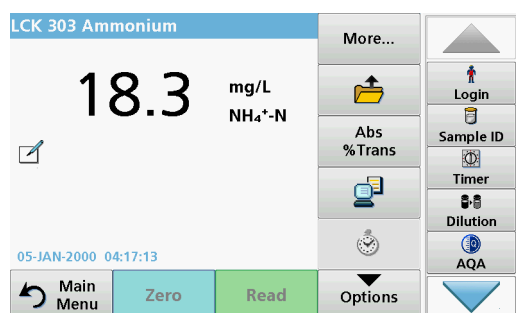 LCK 303 Ammonium
18.3 mg/L
NH₄⁺-N
05-JAN-2000 04:17:13
Main
Menu
Zero
Read
More...
Abs
%Trans
Options
Login
Sample ID
Timer
Dilution
AQA